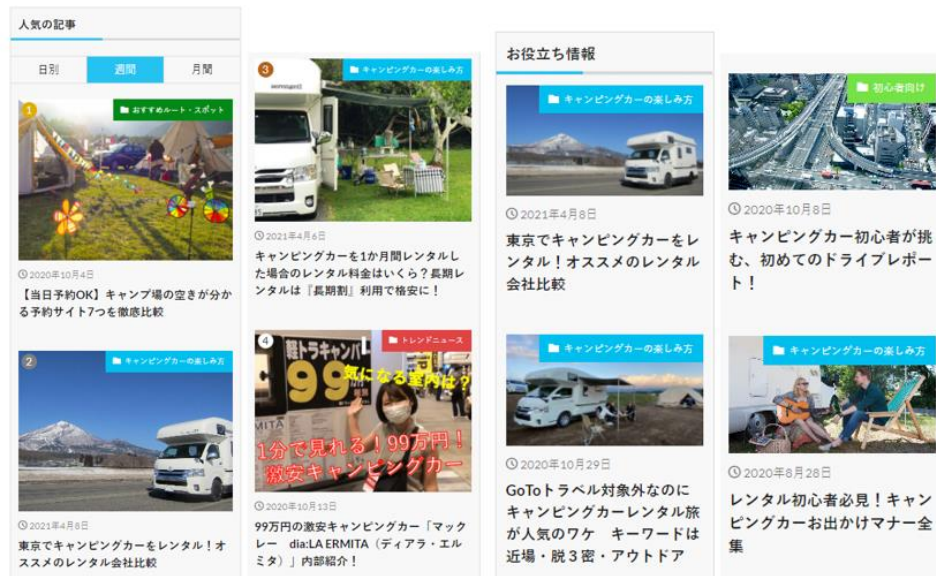 人気の記事
日別
週間
月間
1
おすすめルート・スポット
2020年10月4日
【当日予約OK】キャンプ場の空きが分か
る予約サイト7つを徹底比較
2
キャンピングカーの楽しみ方
2021年4月8日
東京でキャンピングカーをレンタル！オ
ススメのレンタル会社比較
3
キャンピングカーの楽しみ方
2021年4月6日
キャンピングカーを1か月間レンタルし
た場合のレンタル料金はいくら？長期レ
ンタルは『長期割』利用で格安に！
4
トレンドニュース
軽トラキャンパ
気になる室内は？
99
1分で見れる！99万円！
激安キャンピングカー
2020年10月13日
99万円の激安キャンピングカー「マック
レー dia:LA ERMITA（ディアラ・エル
ミタ）」内部紹介！
お役立ち情報
キャンピングカーの楽しみ方
2021年4月8日
東京でキャンピングカーをレ
ンタル！オススメのレンタル
会社比較
キャンピングカーの楽しみ方
2020年10月29日
GoToトラベル対象外なのに
キャンピングカーレンタル旅
が人気のワケ キーワードは
近場・脱３密・アウトドア
初心者向け
2020年10月8日
キャンピングカー初心者が挑
む、初めてのドライブレポー
ト！
キャンピングカーの楽しみ方
2020年8月28日
レンタル初心者必見！キャン
ピングカーお出かけマナー全
集